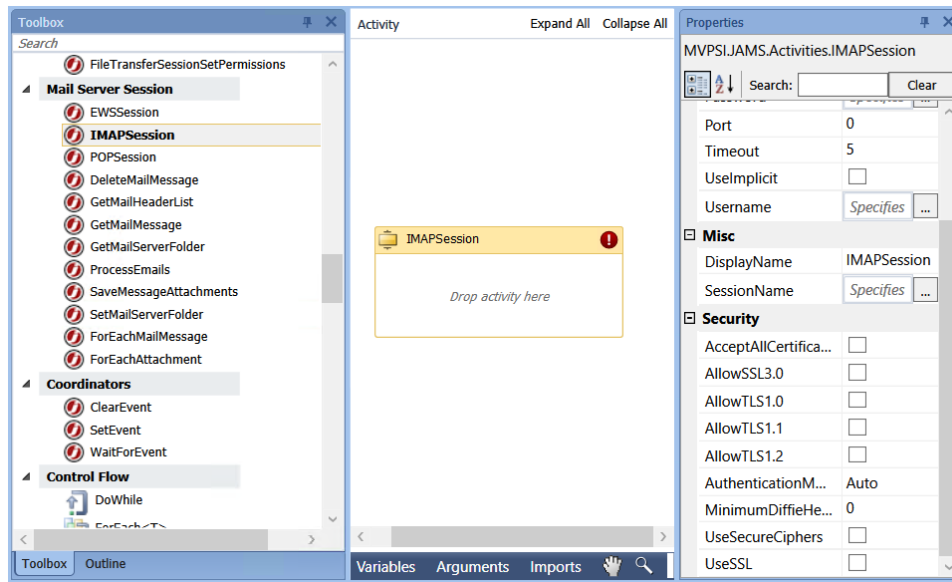 Toolbox
Search
FileTransferSessionSetPermissions
Mail Server Session
EWSSession
IMAPSession
POPSession
DeleteMailMessage
GetMailHeaderList
GetMailMessage
GetMailServerFolder
ProcessEmails
SaveMessageAttachments
SetMailServerFolder
ForEachMailMessage
ForEachAttachment
Coordinators
ClearEvent
SetEvent
WaitForEvent
Control Flow
DoWhile
ForEach<T>
Toolbox Outline
Activity Expand All Collapse All
IMAPSession
Drop activity here
Variables Arguments Imports
Properties
MVPSI.JAMS.Activities.IMAPSession
Search: Clear
Password Specifies ...
Port 0
Timeout 5
UseImplicit
Username Specifies ...
Misc
DisplayName IMAPSession
SessionName Specifies ...
Security
AcceptAllCertifica...
AllowSSL3.0
AllowTLS1.0
AllowTLS1.1
AllowTLS1.2
AuthenticationM... Auto
MinimumDiffieHe... 0
UseSecureCiphers
UseSSL